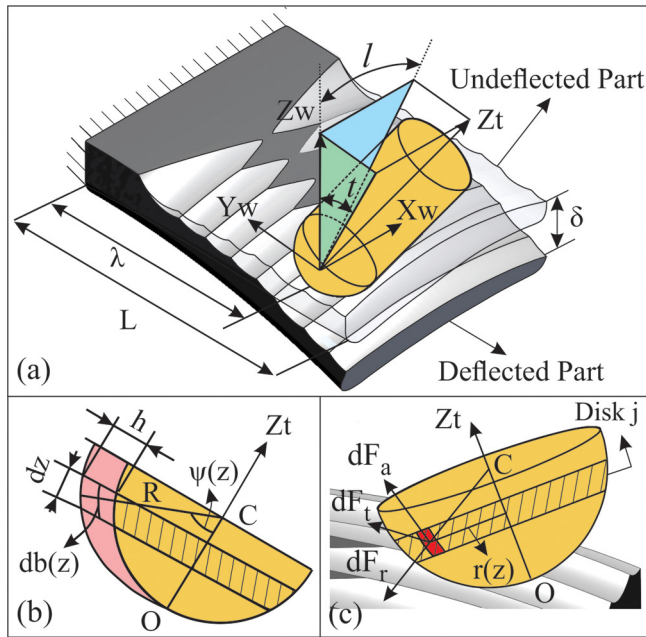 l
Undeflected Part
Zw
Zt
t
Yw
Xw
δ
λ
L
(a)
Deflected Part
h
Zt
dz
R
ψ(z)
C
db(z)
O
(b)
Disk j
Zt
dFa
C
dFt
dFr
r(z)
O
(c)